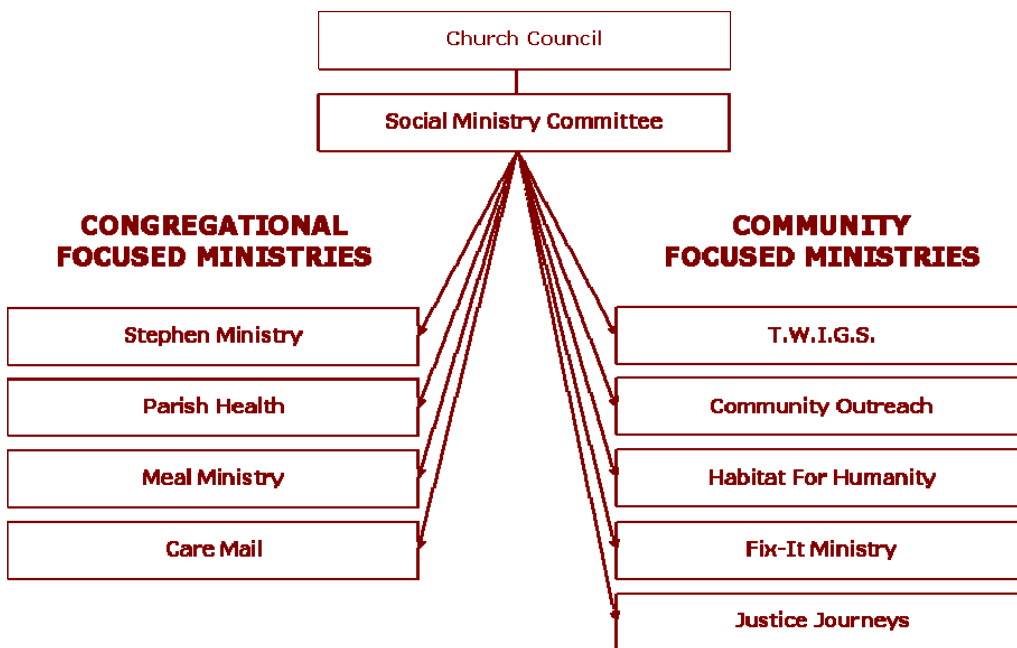 Church Council
Social Ministry Committee
CONGREGATIONAL
FOCUSED MINISTRIES
Stephen Ministry
Parish Health
Meal Ministry
Care Mail
COMMUNITY
FOCUSED MINISTRIES
T.W.I.G.S.
Community Outreach
Habitat For Humanity
Fix-It Ministry
Justice Journeys